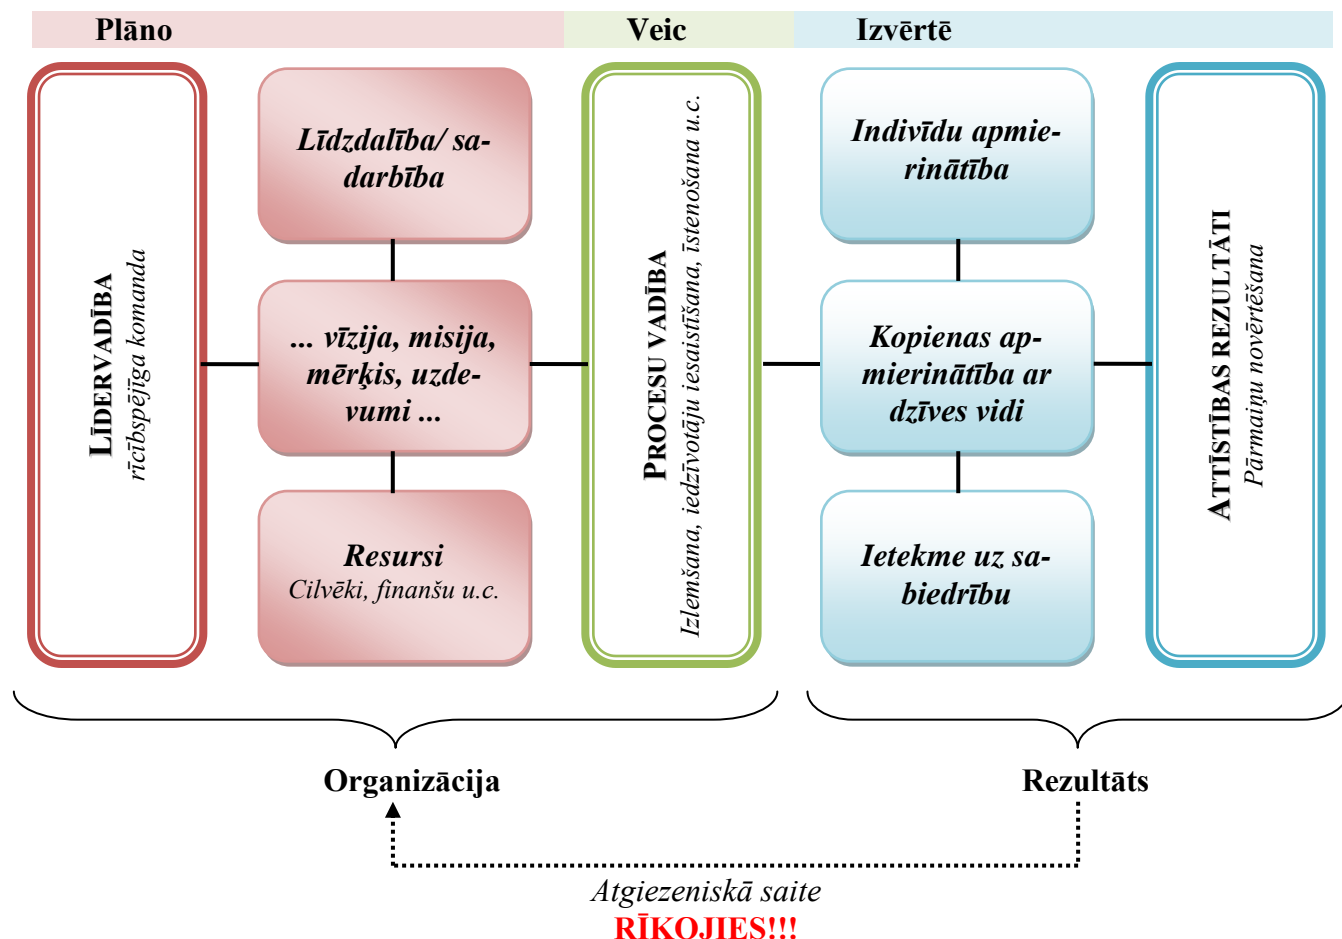 Plāno
Veic
Izvērtē
LĪDERVADĪBA
rīcībspējīga komanda
Līdzdalība/ sa-
darbība
... vīzija, misija,
mērķis, uzde-
vumi ...
Resursi
Cilvēki, finanšu u.c.
PROCESU VADĪBA
Izlemšana, iedzīvotāju iesaistīšana, īstenošana u.c.
Indivīdu apmie-
rinātība
Kopienas ap-
mierinātība ar
dzīves vidi
Ietekme uz sa-
biedrību
ATTĪSTĪBAS REZULTĀTI
Pārmaiņu novērtēšana
Organizācija
Rezultāts
Atgiezeniskā saite
RĪKOJIES!!!